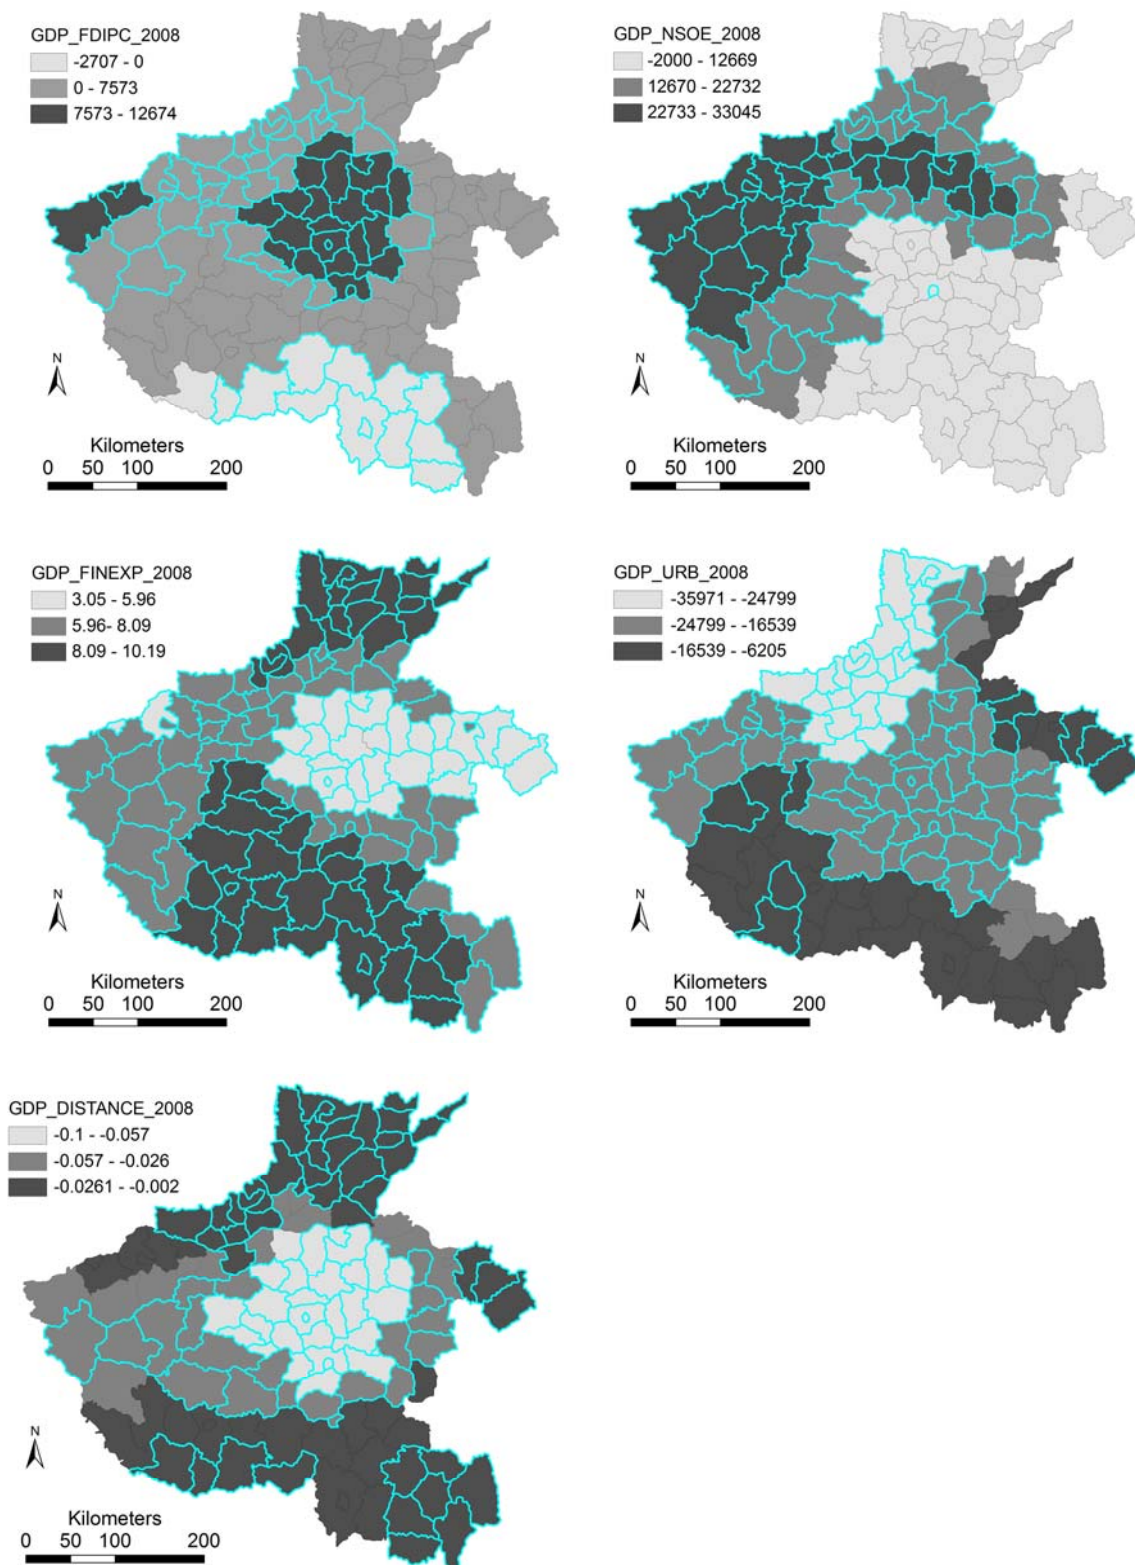 GDP_FDIPC_2008
-2707 - 0
0 - 7573
7573 - 12674
N
Kilometers
0 50 100 200
GDP_NSOE_2008
-2000 - 12669
12670 - 22732
22733 - 33045
N
Kilometers
0 50 100 200
GDP_FINEXP_2008
3.05 - 5.96
5.96- 8.09
8.09 - 10.19
N
Kilometers
0 50 100 200
GDP_URB_2008
-35971 - -24799
-24799 - -16539
-16539 - -6205
N
Kilometers
0 50 100 200
GDP_DISTANCE_2008
-0.1 - -0.057
-0.057 - -0.026
-0.0261 - -0.002
N
Kilometers
0 50 100 200